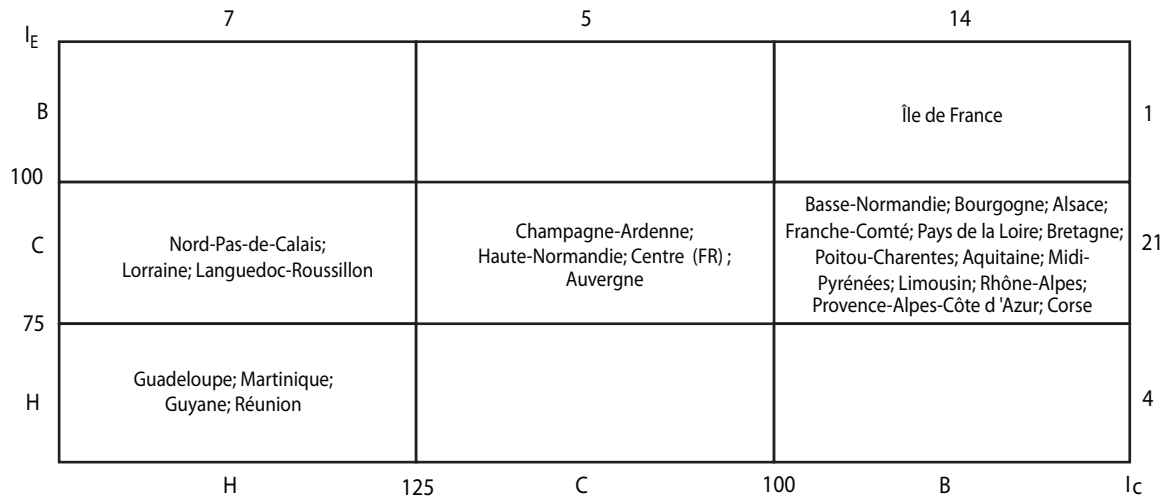 7 5 14
I_E
B Île de France 1
100
C
Nord-Pas-de-Calais;
Lorraine; Languedoc-Roussillon
Champagne-Ardenne;
Haute-Normandie; Centre (FR) ;
Auvergne
Basse-Normandie; Bourgogne; Alsace;
Franche-Comté; Pays de la Loire; Bretagne;
Poitou-Charentes; Aquitaine; Midi-
Pyrénées; Limousin; Rhône-Alpes;
Provence-Alpes-Côte d 'Azur; Corse
21
75
H
Guadeloupe; Martinique;
Guyane; Réunion
4
H 125 C 100 B I_c